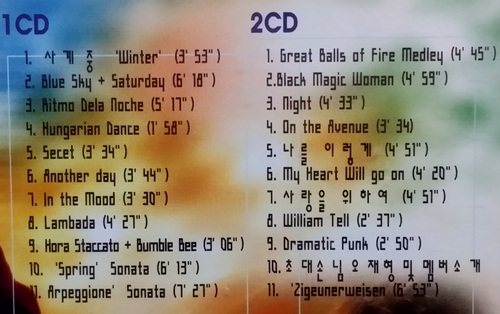 1CD
1. 사계 중 'Winter' (3' 53")
2. Blue Sky + Saturday (6' 18")
3. Ritmo Dela Noche (5' 17")
4. Hungarian Dance (1' 58")
5. Secet (3' 34")
6. Another day (3' 44")
7. In the Mood (3' 30")
8. Lambada (4' 27")
9. Hora Staccato + Bumble Bee (3' 06")
10. 'Spring' Sonata (6' 13")
11. Arpeggione' Sonata (7' 27")
2CD
1. Great Balls of Fire Medley (4' 45")
2.Black Magic Woman (4' 59")
3. Night (4' 33")
4. On the Avenue (3' 34)
5. 나를 이렇게 (4' 51")
6. My Heart Will go on (4' 20")
7. 사랑을 위하여 (4' 51")
8. William Tell (2' 37")
9. Dramatic Punk (2' 50")
10. 초대손님 오재형 및 멤버소개
11. 'Zigeunerweisen (6' 53")